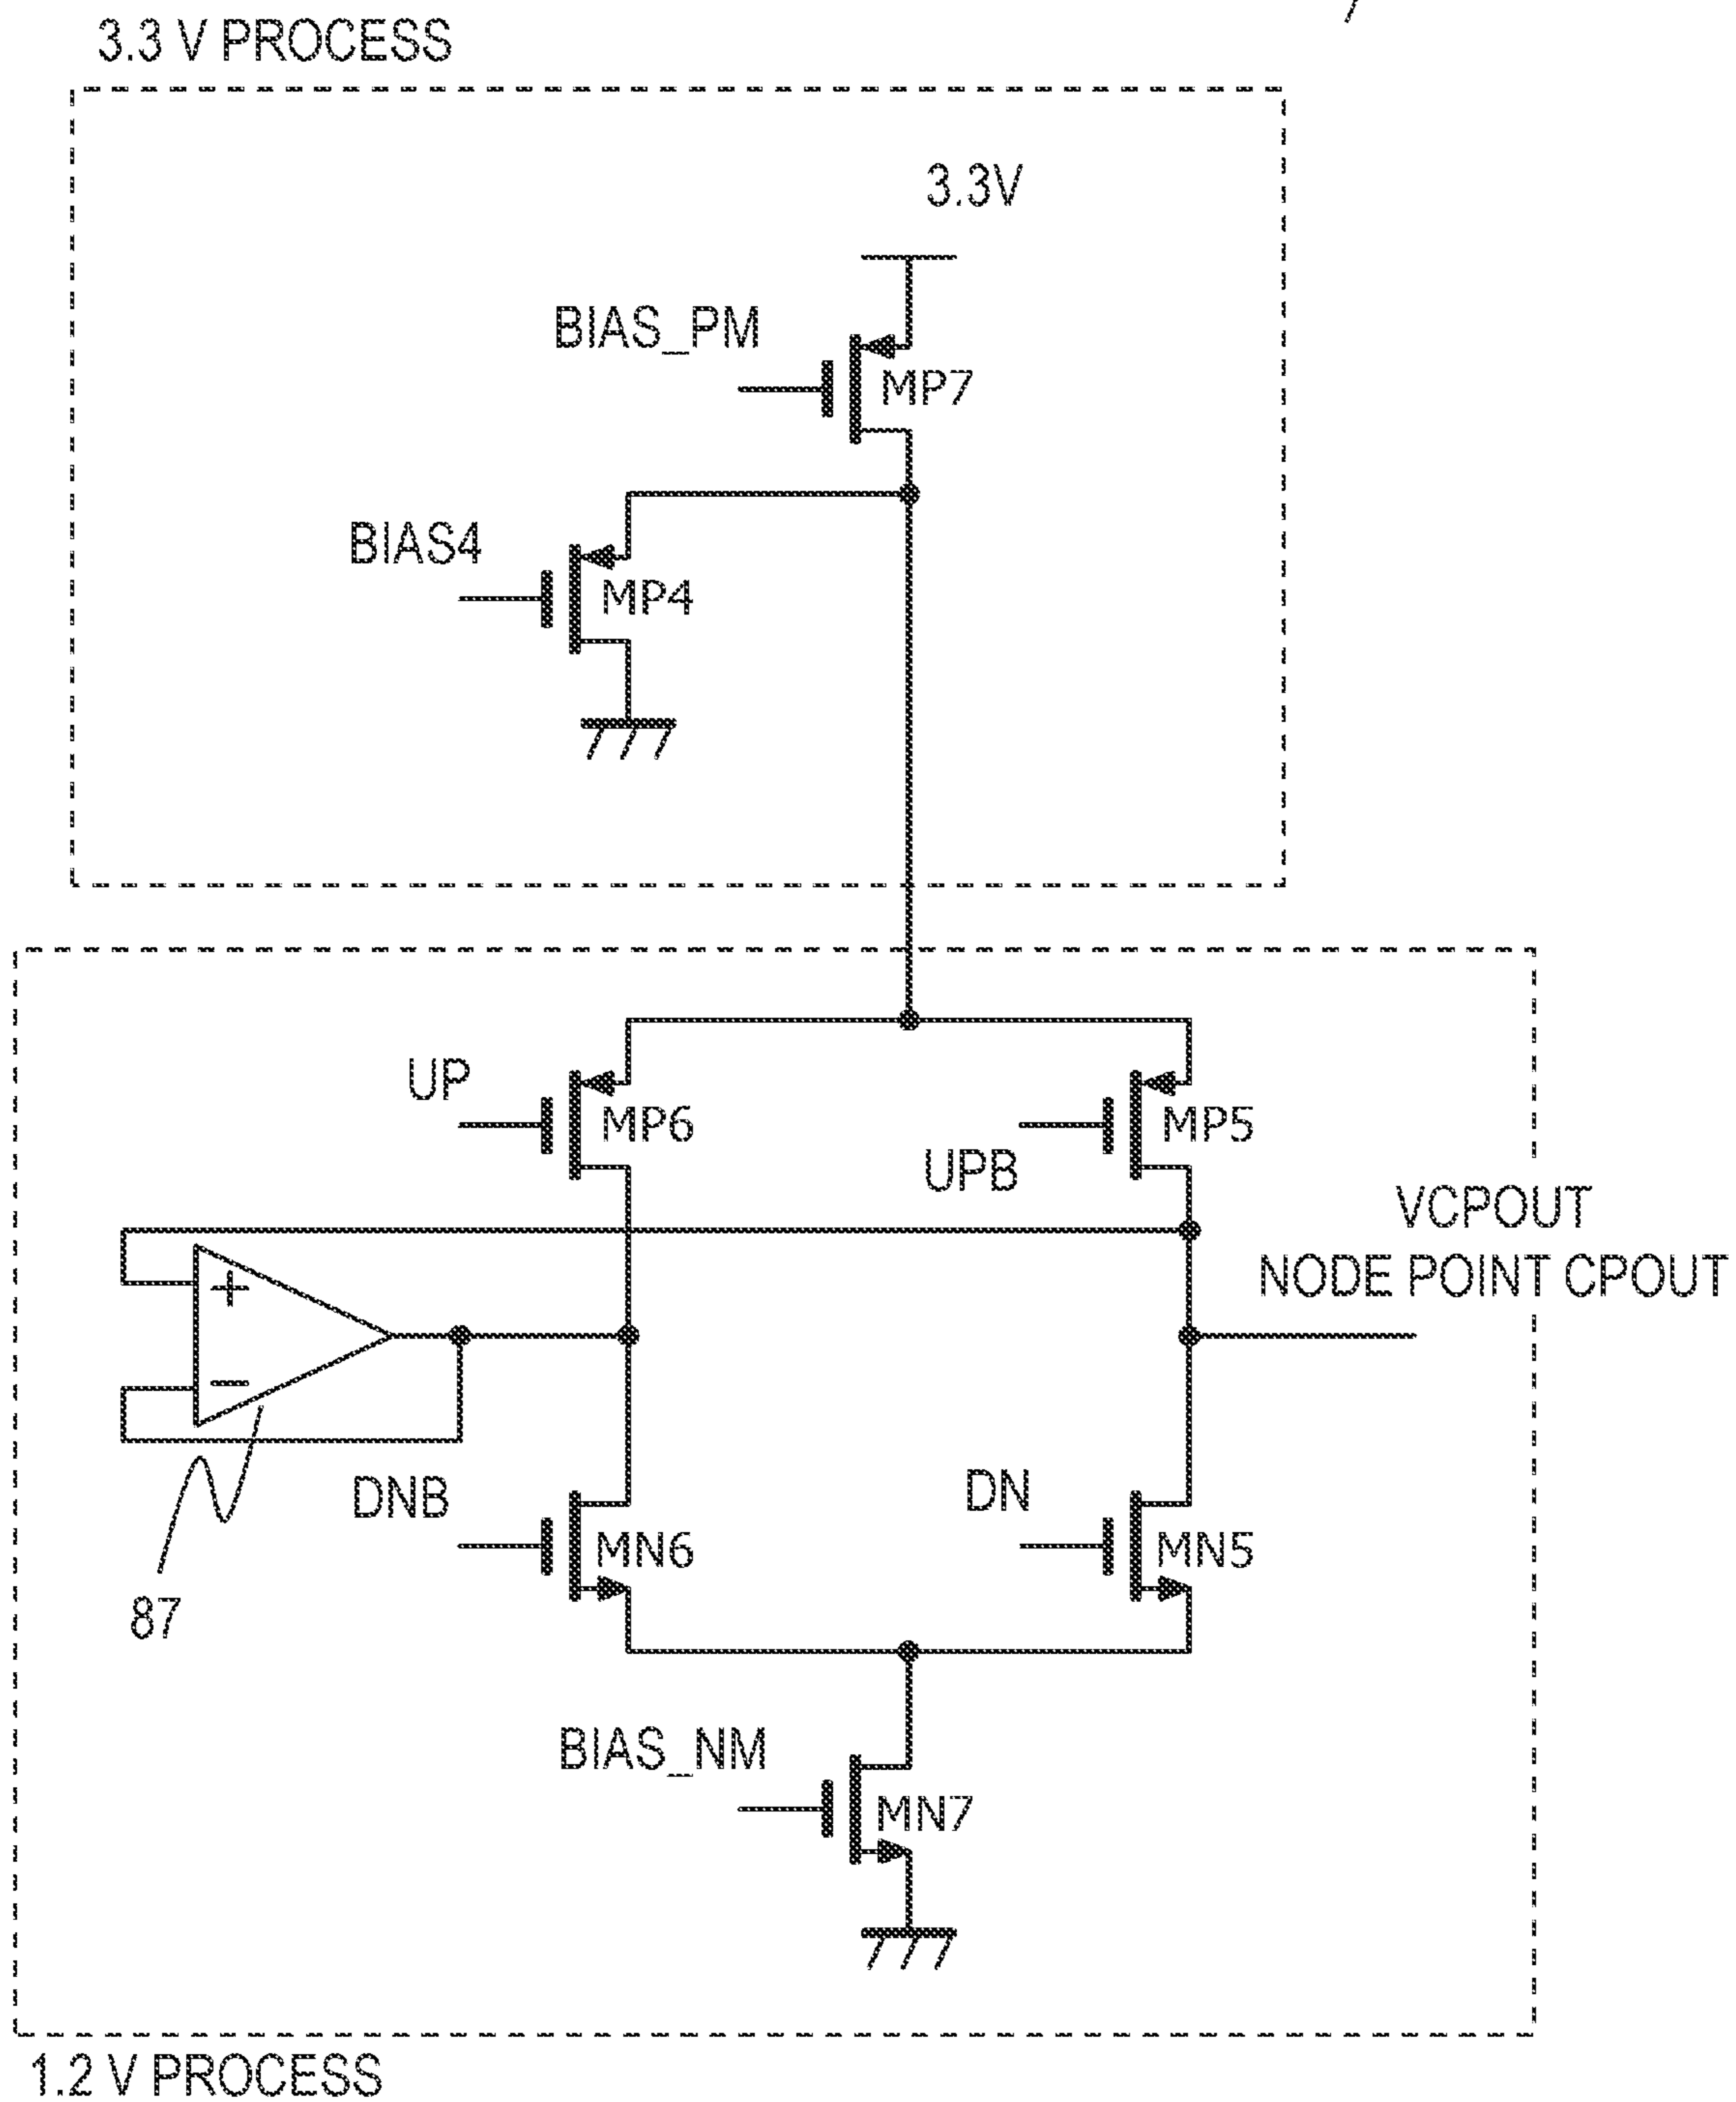 3.3 V PROCESS
3.3V
BIAS_PM
MP7
BIAS4
MP4
UP
MP6
MP5
UPB
VCPOUT
NODE POINT CPOUT
+
−
DNB
DN
MN6
MN5
87
BIAS_NM
MN7
1.2 V PROCESS